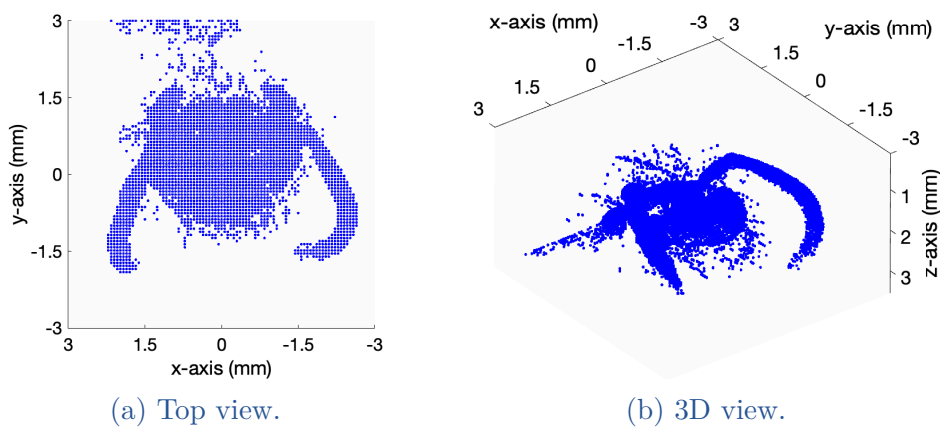 3
1.5
0
-1.5
-3
y-axis (mm)
3 1.5 0 -1.5 -3
x-axis (mm)
(a) Top view.
x-axis (mm)
3 1.5 0 -1.5 -3
y-axis (mm)
3 1.5 0 -1.5 -3
z-axis (mm)
1
2
3
(b) 3D view.